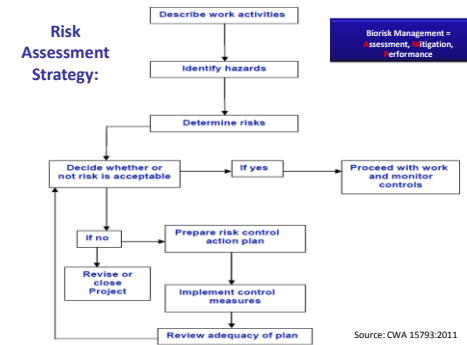 Risk
Assessment
Strategy:
Describe work activities
Biorisk Management =
Assessment, Mitigation,
Performance
Identify hazards
Determine risks
Decide whether or
not risk is acceptable
If yes
Proceed with work
and monitor
controls
If no
Prepare risk control
action plan
Revise or
close
Project
Implement control
measures
Review adequacy of plan
Source: CWA 15793:2011